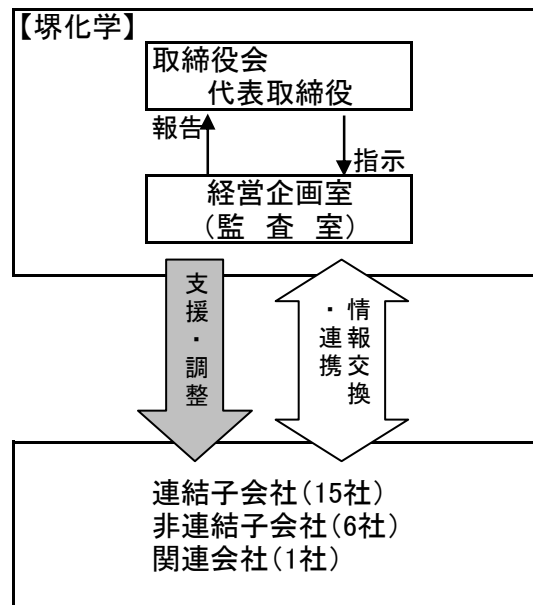 【堺化学】
取締役会
代表取締役
報告
指示
経営企画室
(監 査 室)
支援・調整
情報交換
・連携
連結子会社(15社)
非連結子会社(6社)
関連会社(1社)